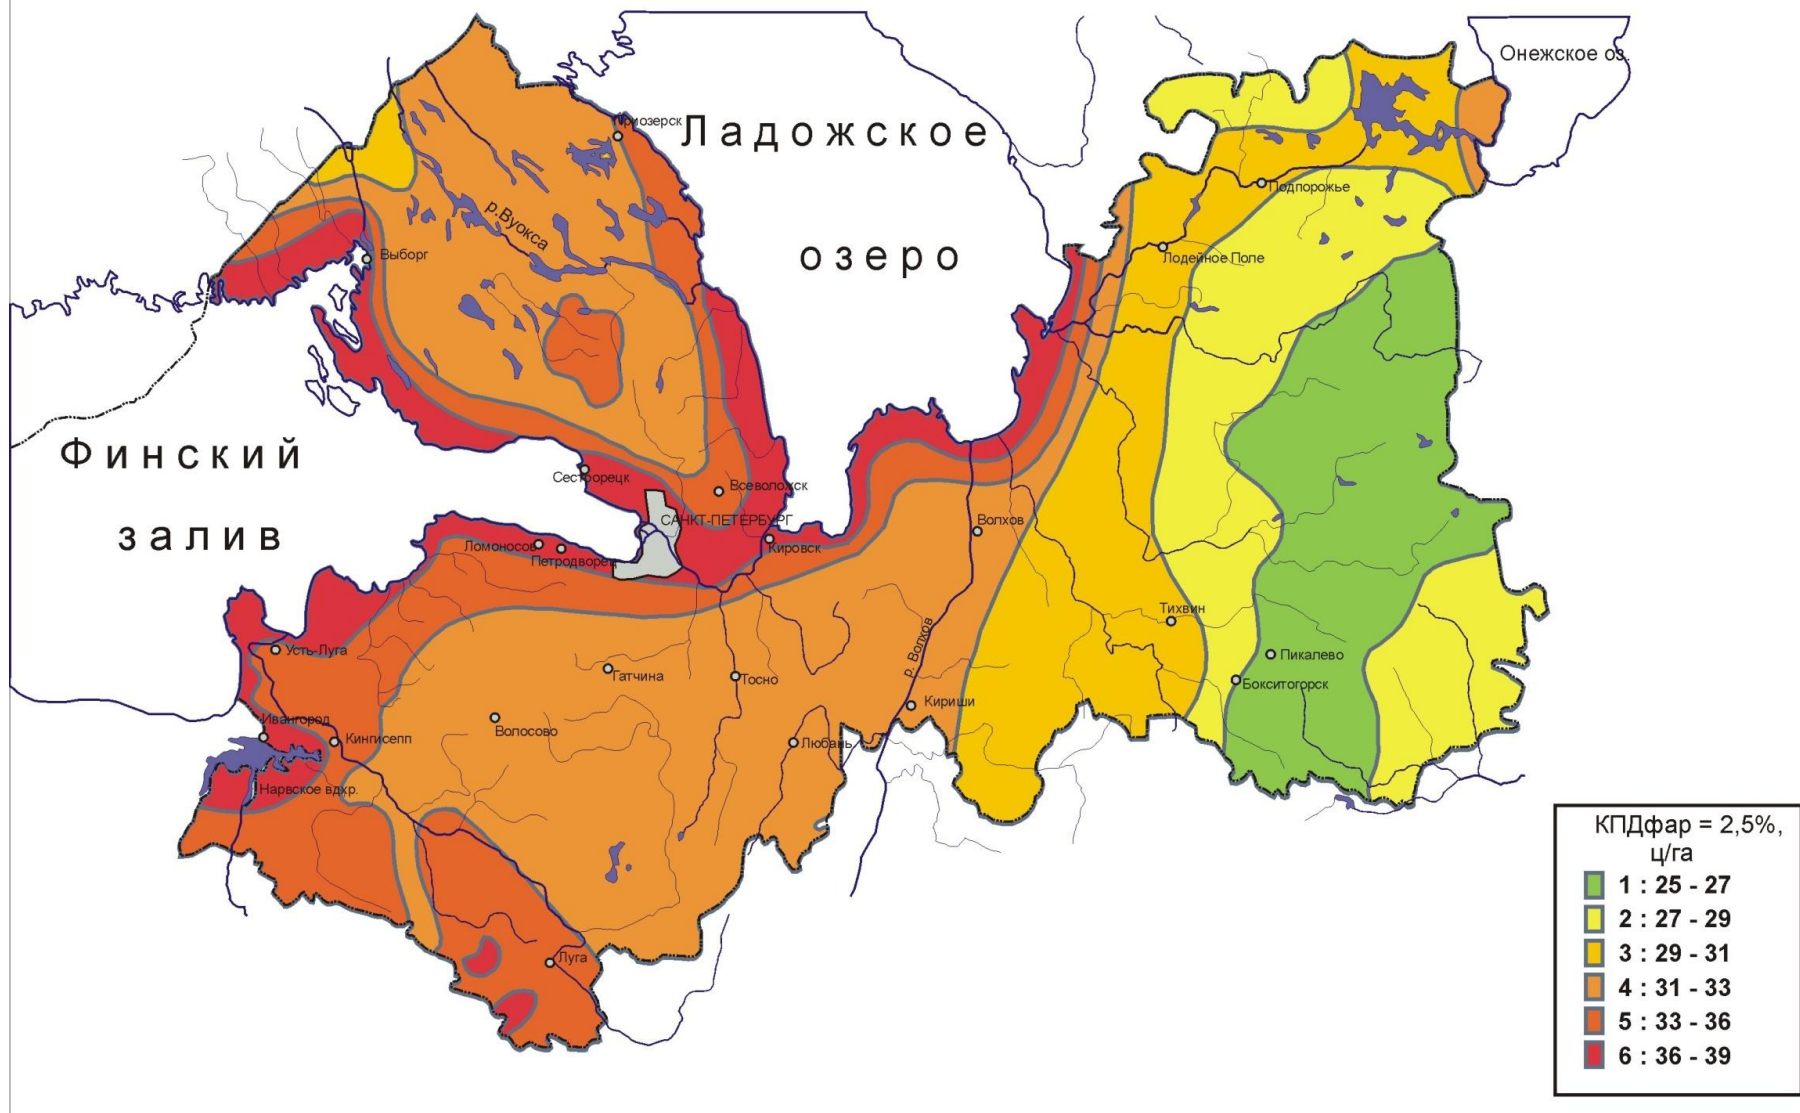 Онежское оз.
Приозерск
Ладожское
озеро
р.Вуокса
Подпорожье
Выборг
Лодейное Поле
Финский
залив
Сестрорецк
Всеволожск
САНКТ-ПЕТЕРБУРГ
Волхов
Ломоносов
Петродворец
Кировск
Тихвин
р. Волхов
Усть-Луга
Гатчина
Тосно
Пикалево
Бокситогорск
Кириши
Ивангород
Кингисепп
Волосово
Любань
Нарвское вдхр.
Луга
КПДфар = 2,5%,
ц/га
1 : 25 - 27
2 : 27 - 29
3 : 29 - 31
4 : 31 - 33
5 : 33 - 36
6 : 36 - 39